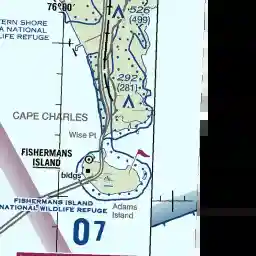 76°00'
526
(499)
ERN SHORE
A NATIONAL
LIFE REFUGE
292
(281)
CAPE CHARLES
Wise Pt
FISHERMANS
ISLAND
bldgs
FISHERMANS ISLAND
NATIONAL WILDLIFE REFUGE
Adams
Island
07